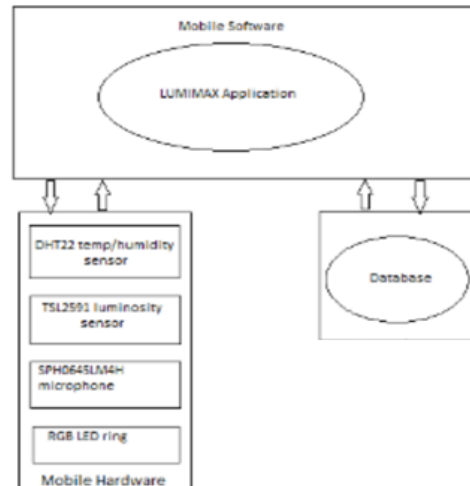 Mobile Software
LUMIMAX Application
DHT22 temp/humidity
sensor
TSL2591 luminosity
sensor
SPH0645LM4H
microphone
RGB LED ring
Mobile Hardware
Database